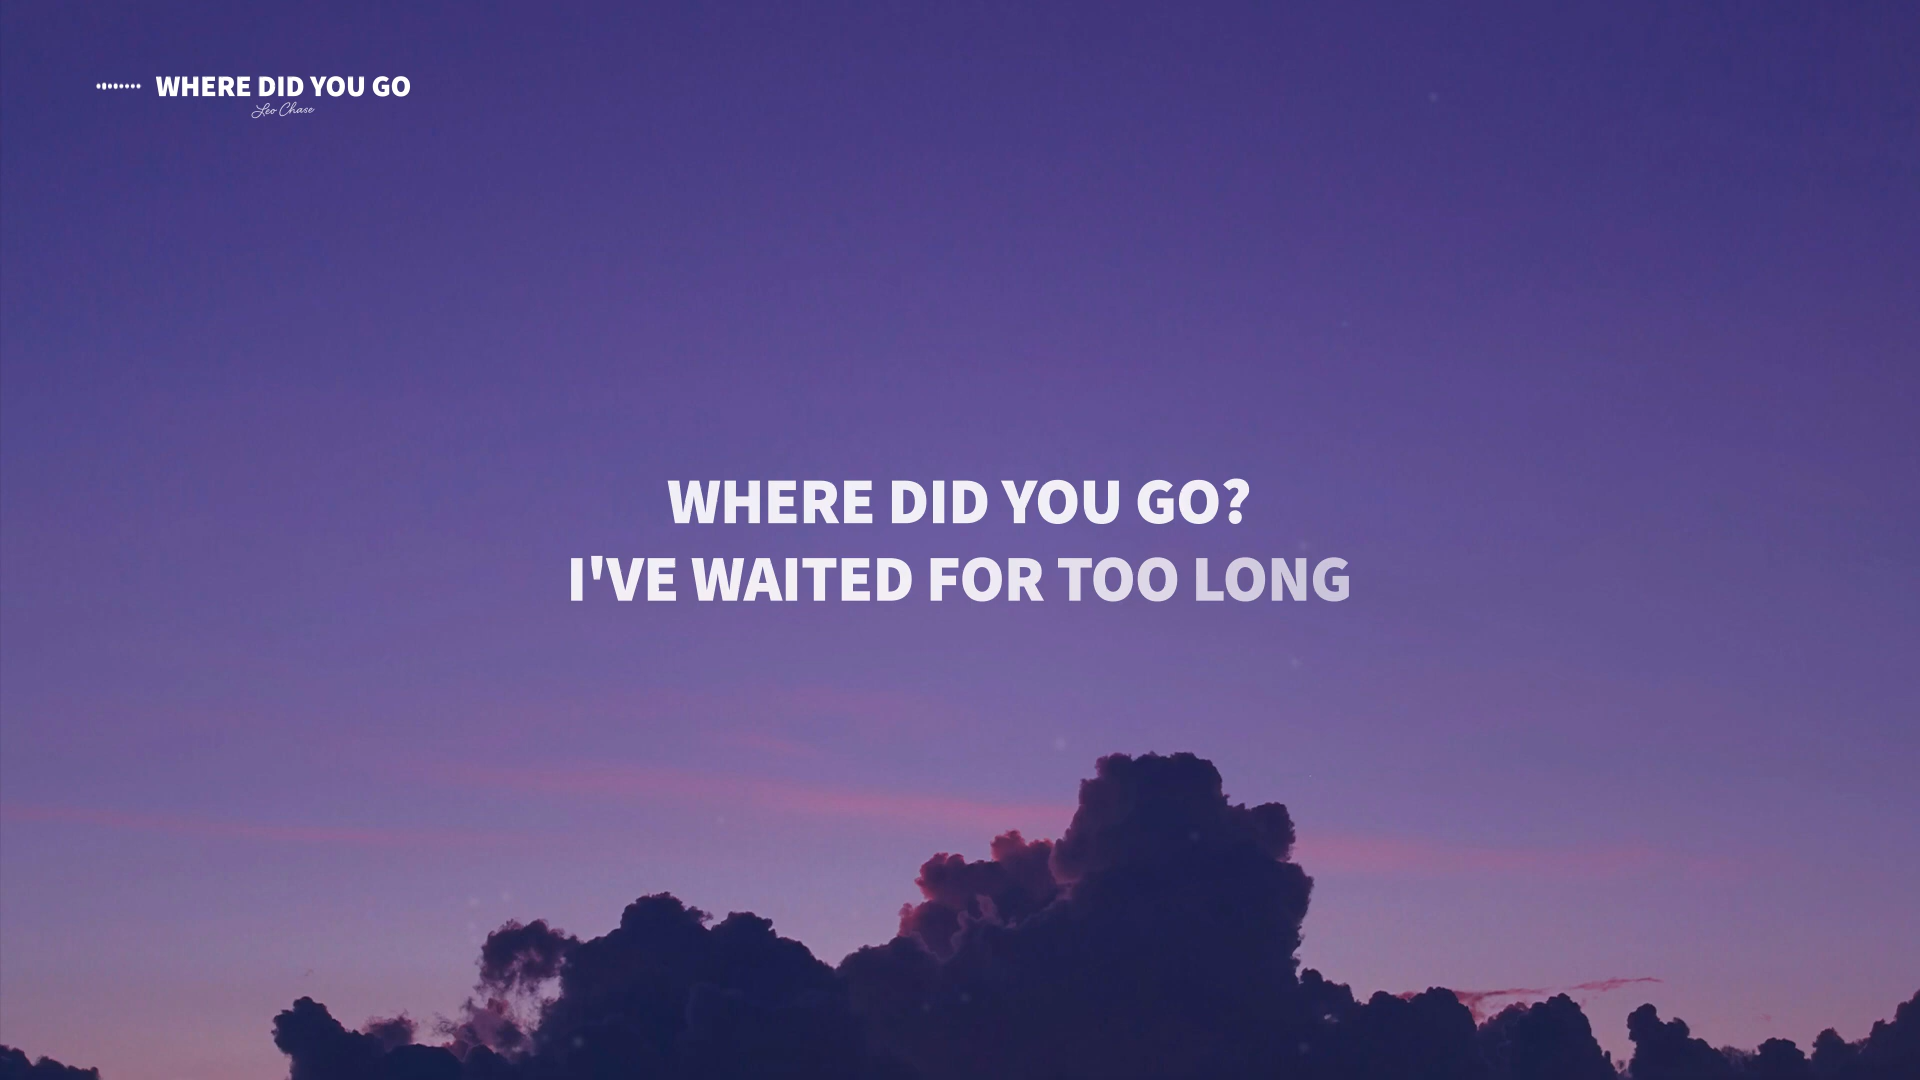 WHERE DID YOU GO
Leo Chase
WHERE DID YOU GO?
I'VE WAITED FOR TOO LONG